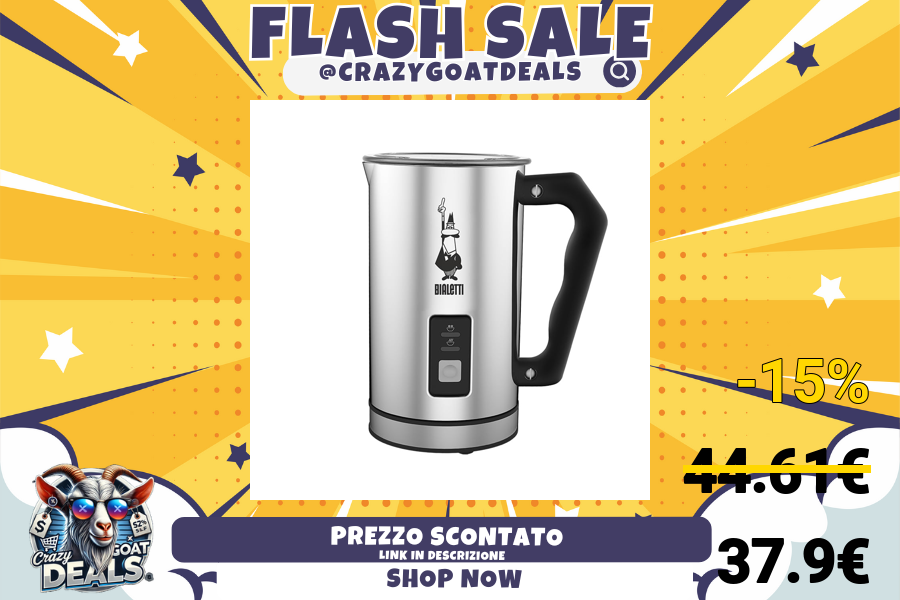 FLASH SALE
@CRAZYGOATDEALS
BIALETTI
-15%
44.61€
37.9€
PREZZO SCONTATO
LINK IN DESCRIZIONE
SHOP NOW
$
52%
Crazy
GOAT
DEALS